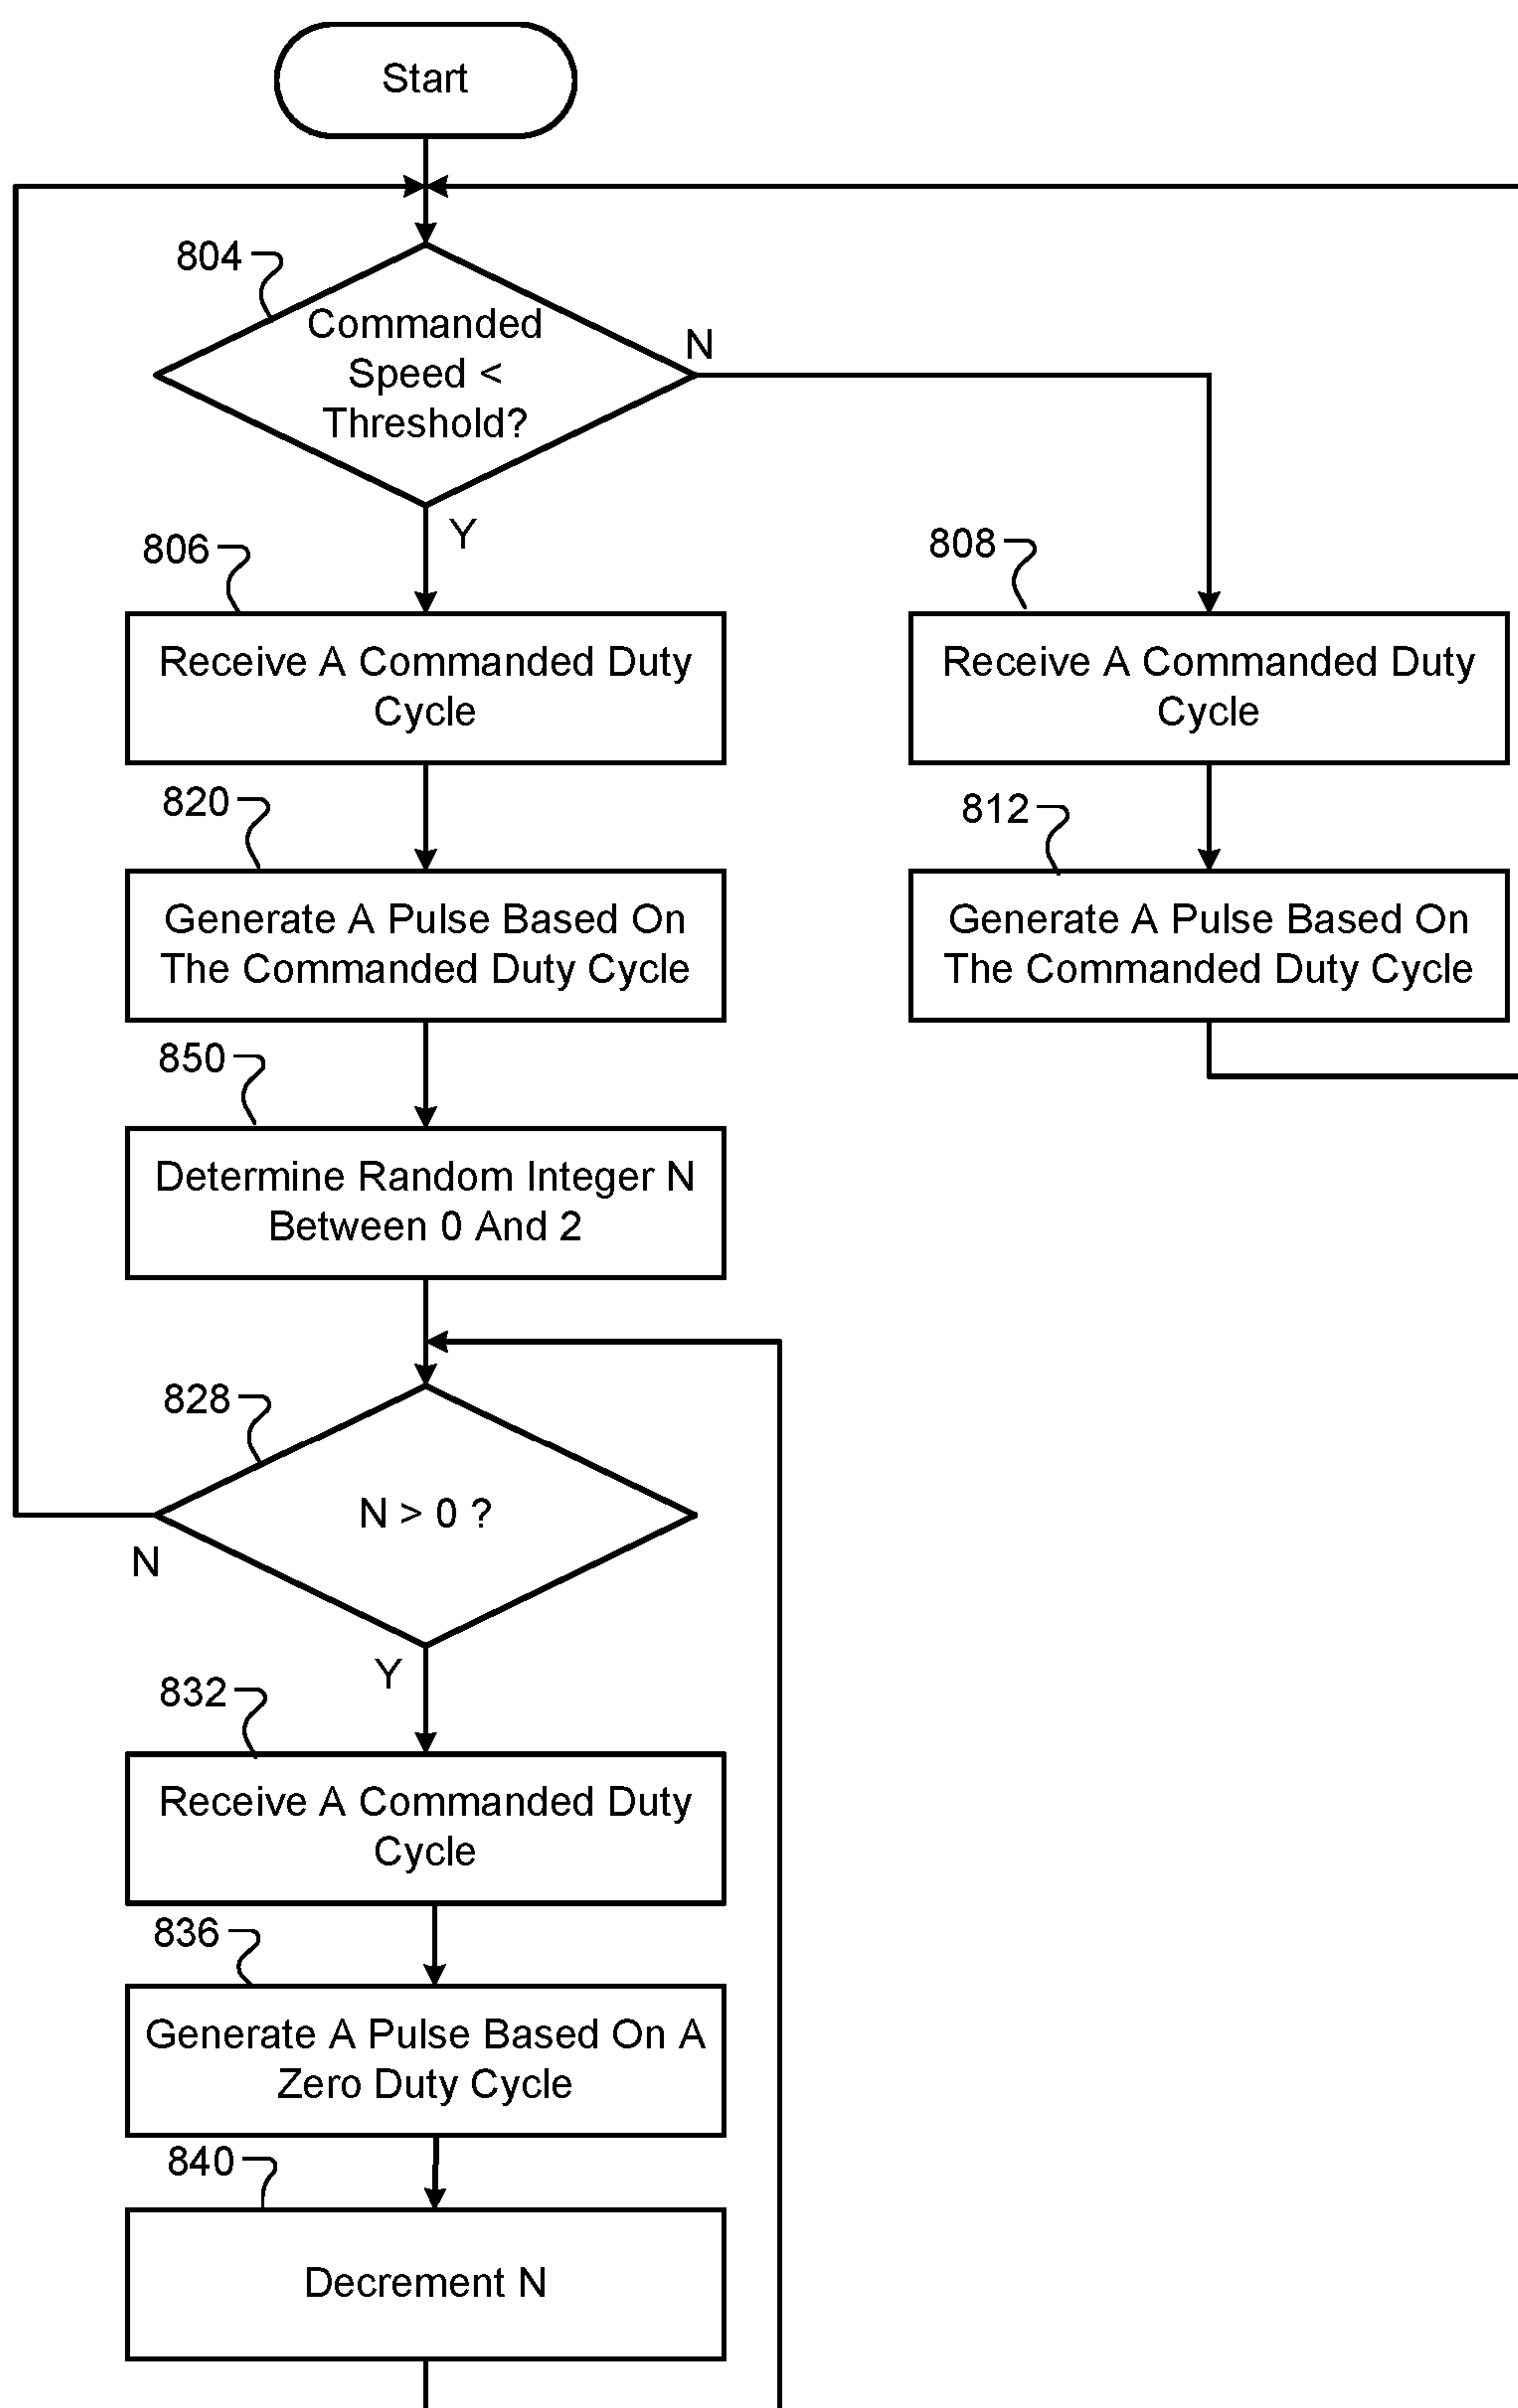 Start
804
Commanded
Speed <
Threshold?
N
Y
806
Receive A Commanded Duty
Cycle
808
Receive A Commanded Duty
Cycle
820
Generate A Pulse Based On
The Commanded Duty Cycle
812
Generate A Pulse Based On
The Commanded Duty Cycle
850
Determine Random Integer N
Between 0 And 2
828
N > 0 ?
N
Y
832
Receive A Commanded Duty
Cycle
836
Generate A Pulse Based On A
Zero Duty Cycle
840
Decrement N